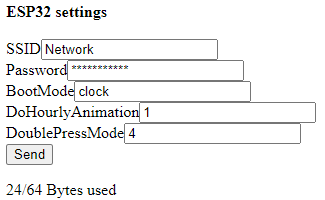 ESP32 settings
SSID Network
Password ***********
BootMode clock
DoHourlyAnimation 1
DoublePressMode 4
Send
24/64 Bytes used